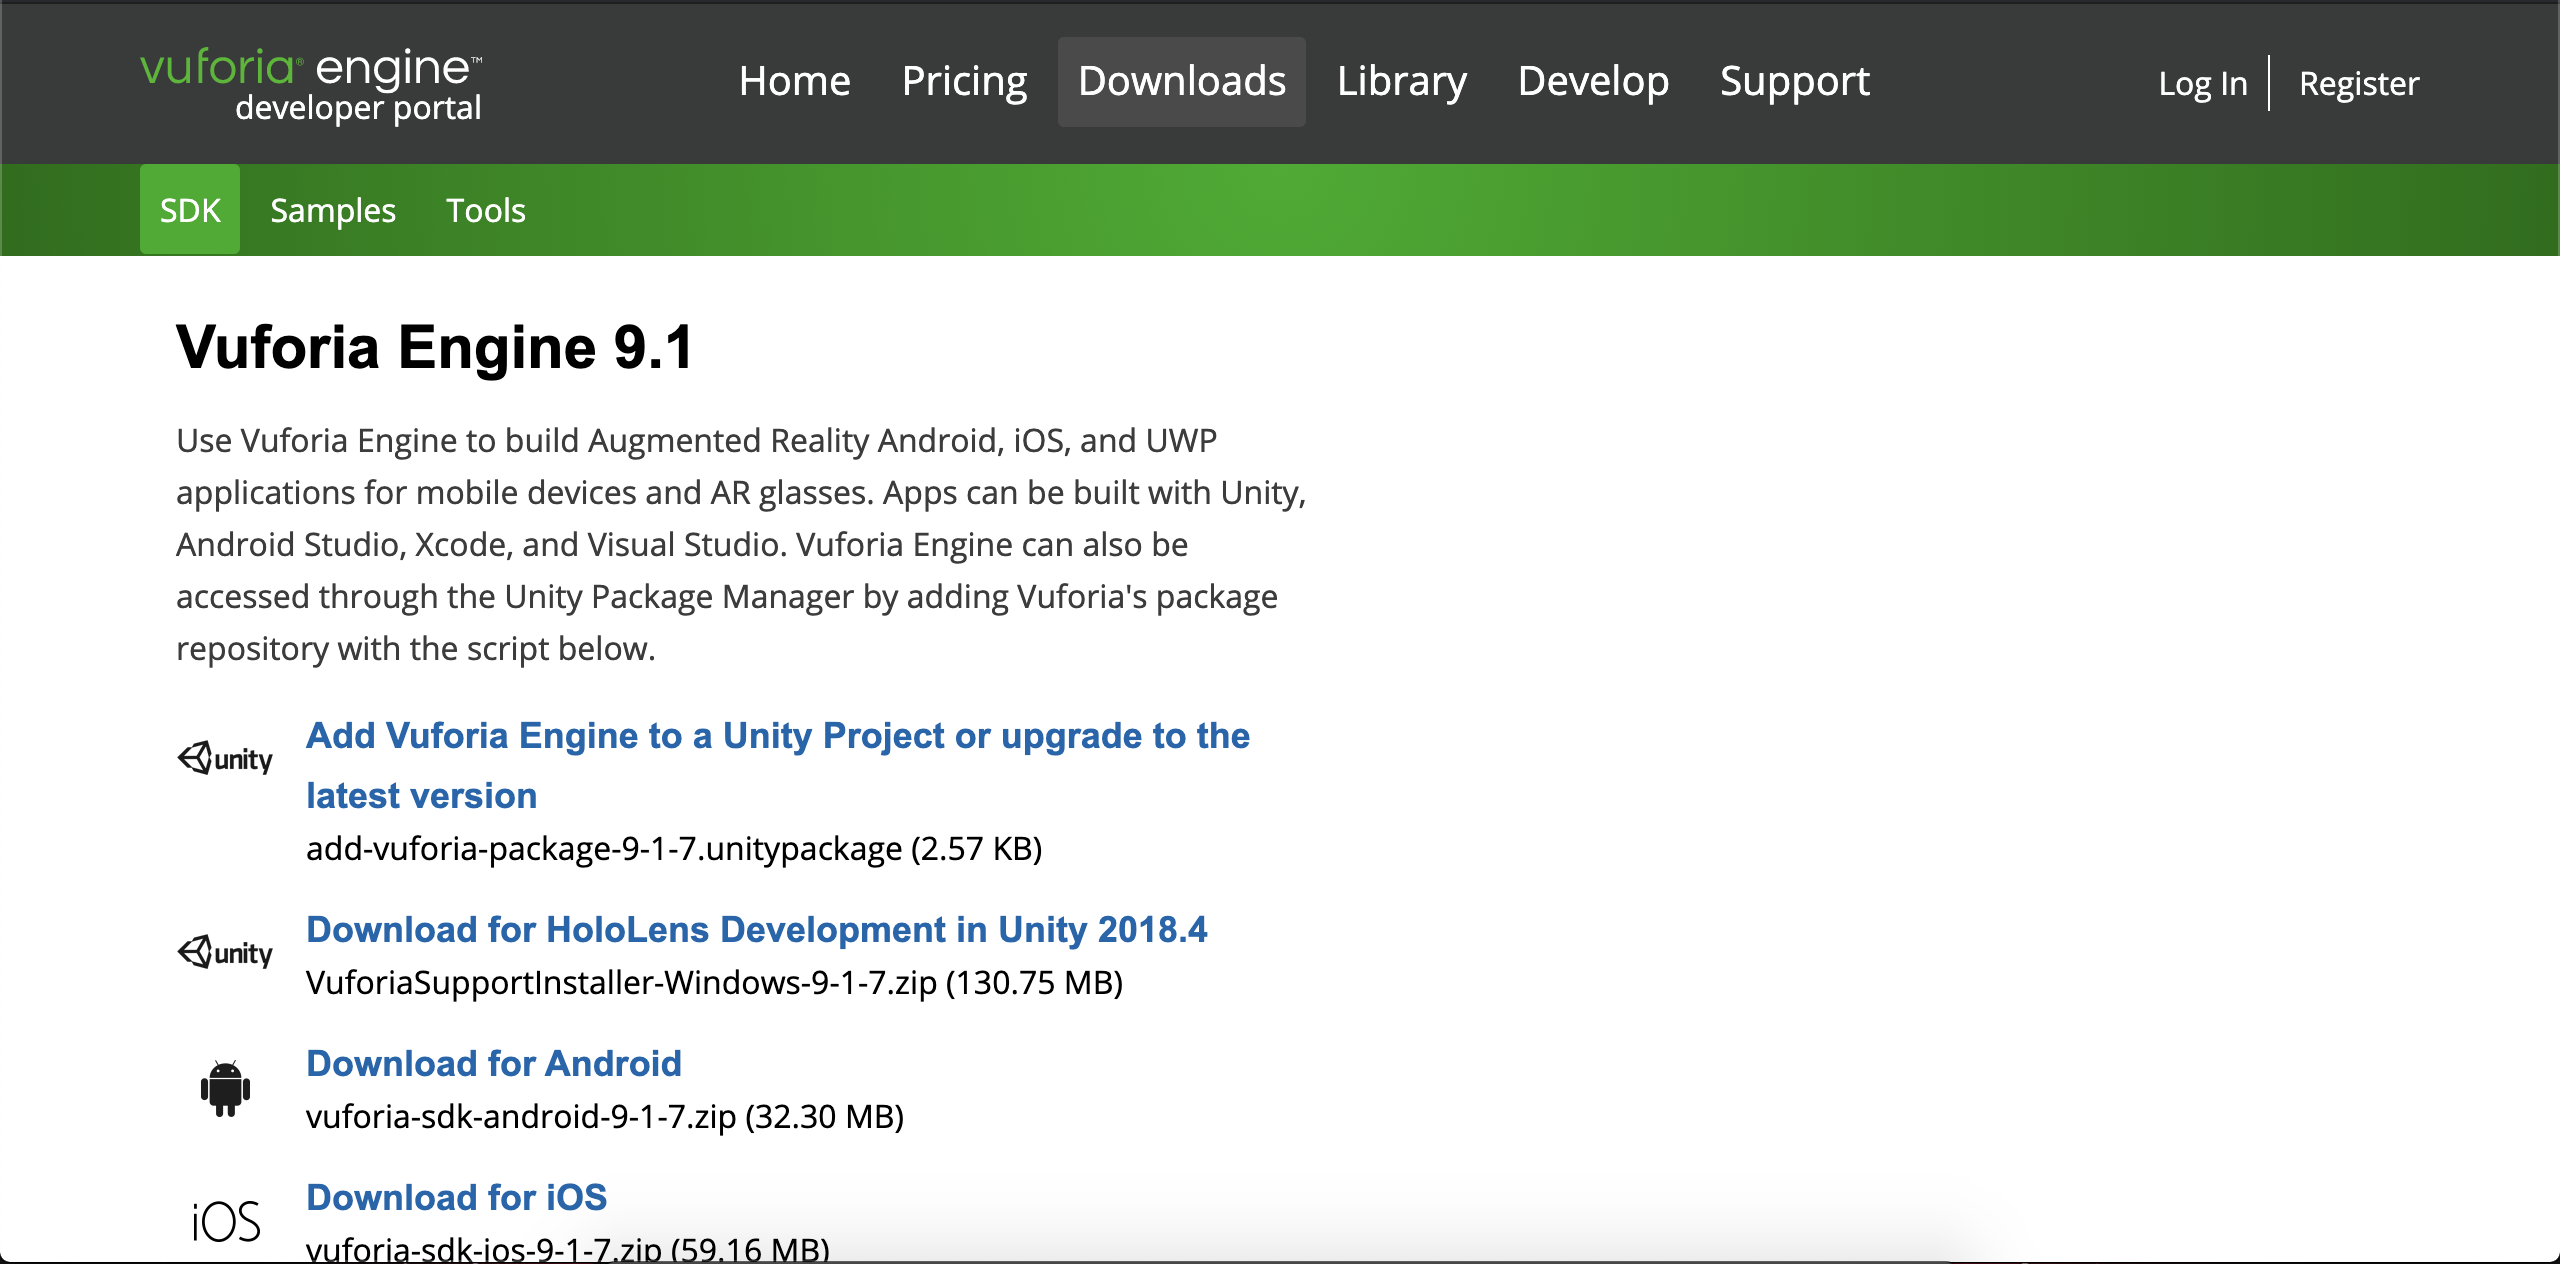 vuforia® engine™
developer portal
Home Pricing Downloads Library Develop Support
Log In Register
SDK Samples Tools
Vuforia Engine 9.1
Use Vuforia Engine to build Augmented Reality Android, iOS, and UWP
applications for mobile devices and AR glasses. Apps can be built with Unity,
Android Studio, Xcode, and Visual Studio. Vuforia Engine can also be
accessed through the Unity Package Manager by adding Vuforia's package
repository with the script below.
unity
Add Vuforia Engine to a Unity Project or upgrade to the
latest version
add-vuforia-package-9-1-7.unitypackage (2.57 KB)
unity
Download for HoloLens Development in Unity 2018.4
VuforiaSupportInstaller-Windows-9-1-7.zip (130.75 MB)
Download for Android
vuforia-sdk-android-9-1-7.zip (32.30 MB)
iOS
Download for iOS
vuforia-sdk-ios-9-1-7.zip (59.16 MB)